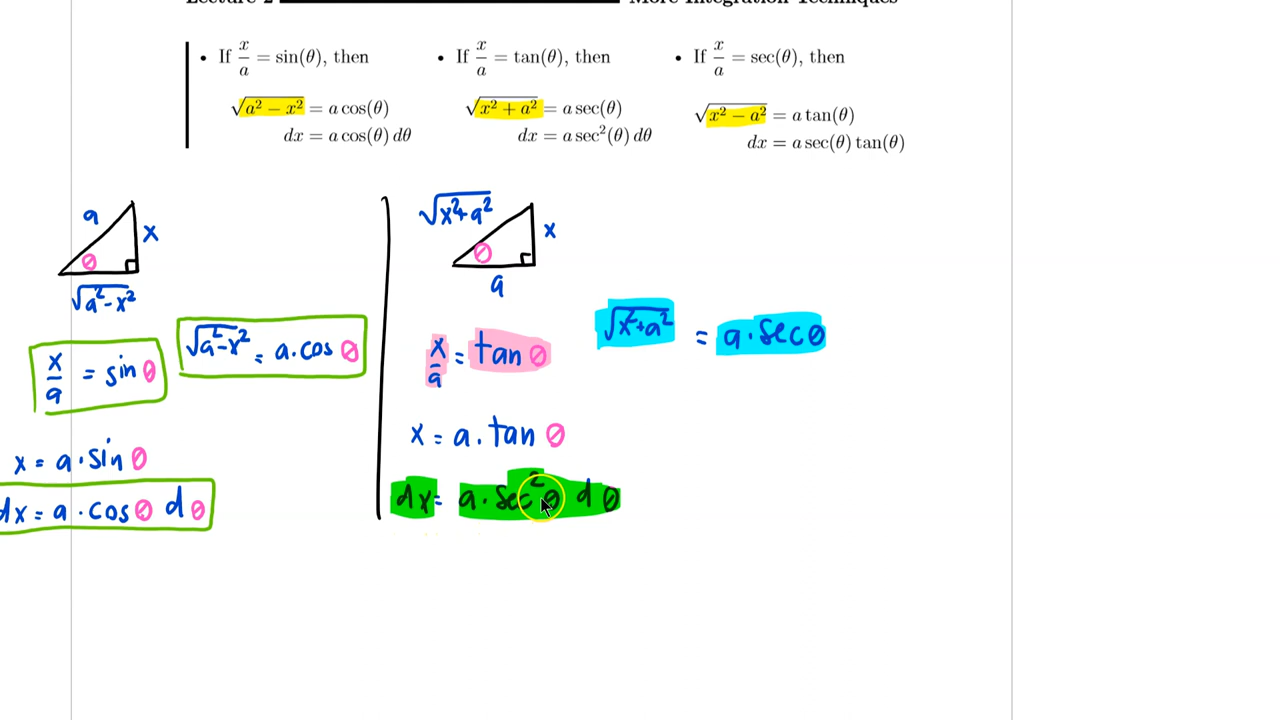 Lecture 2 More Integration Techniques
• If x/a = sin(θ), then
√(a² − x²) = a cos(θ)
dx = a cos(θ) dθ
• If x/a = tan(θ), then
√(x² + a²) = a sec(θ)
dx = a sec²(θ) dθ
• If x/a = sec(θ), then
√(x² − a²) = a tan(θ)
dx = a sec(θ) tan(θ)
a
x
θ
√(a²-x²)
x/a = sin θ
√(a²-x²) = a.cos θ
x = a.sin θ
dx = a.cos θ dθ
√(x²+a²)
x
θ
a
x/a = tan θ
√(x²+a²) = a.sec θ
x = a.tan θ
dx = a.sec² θ dθ